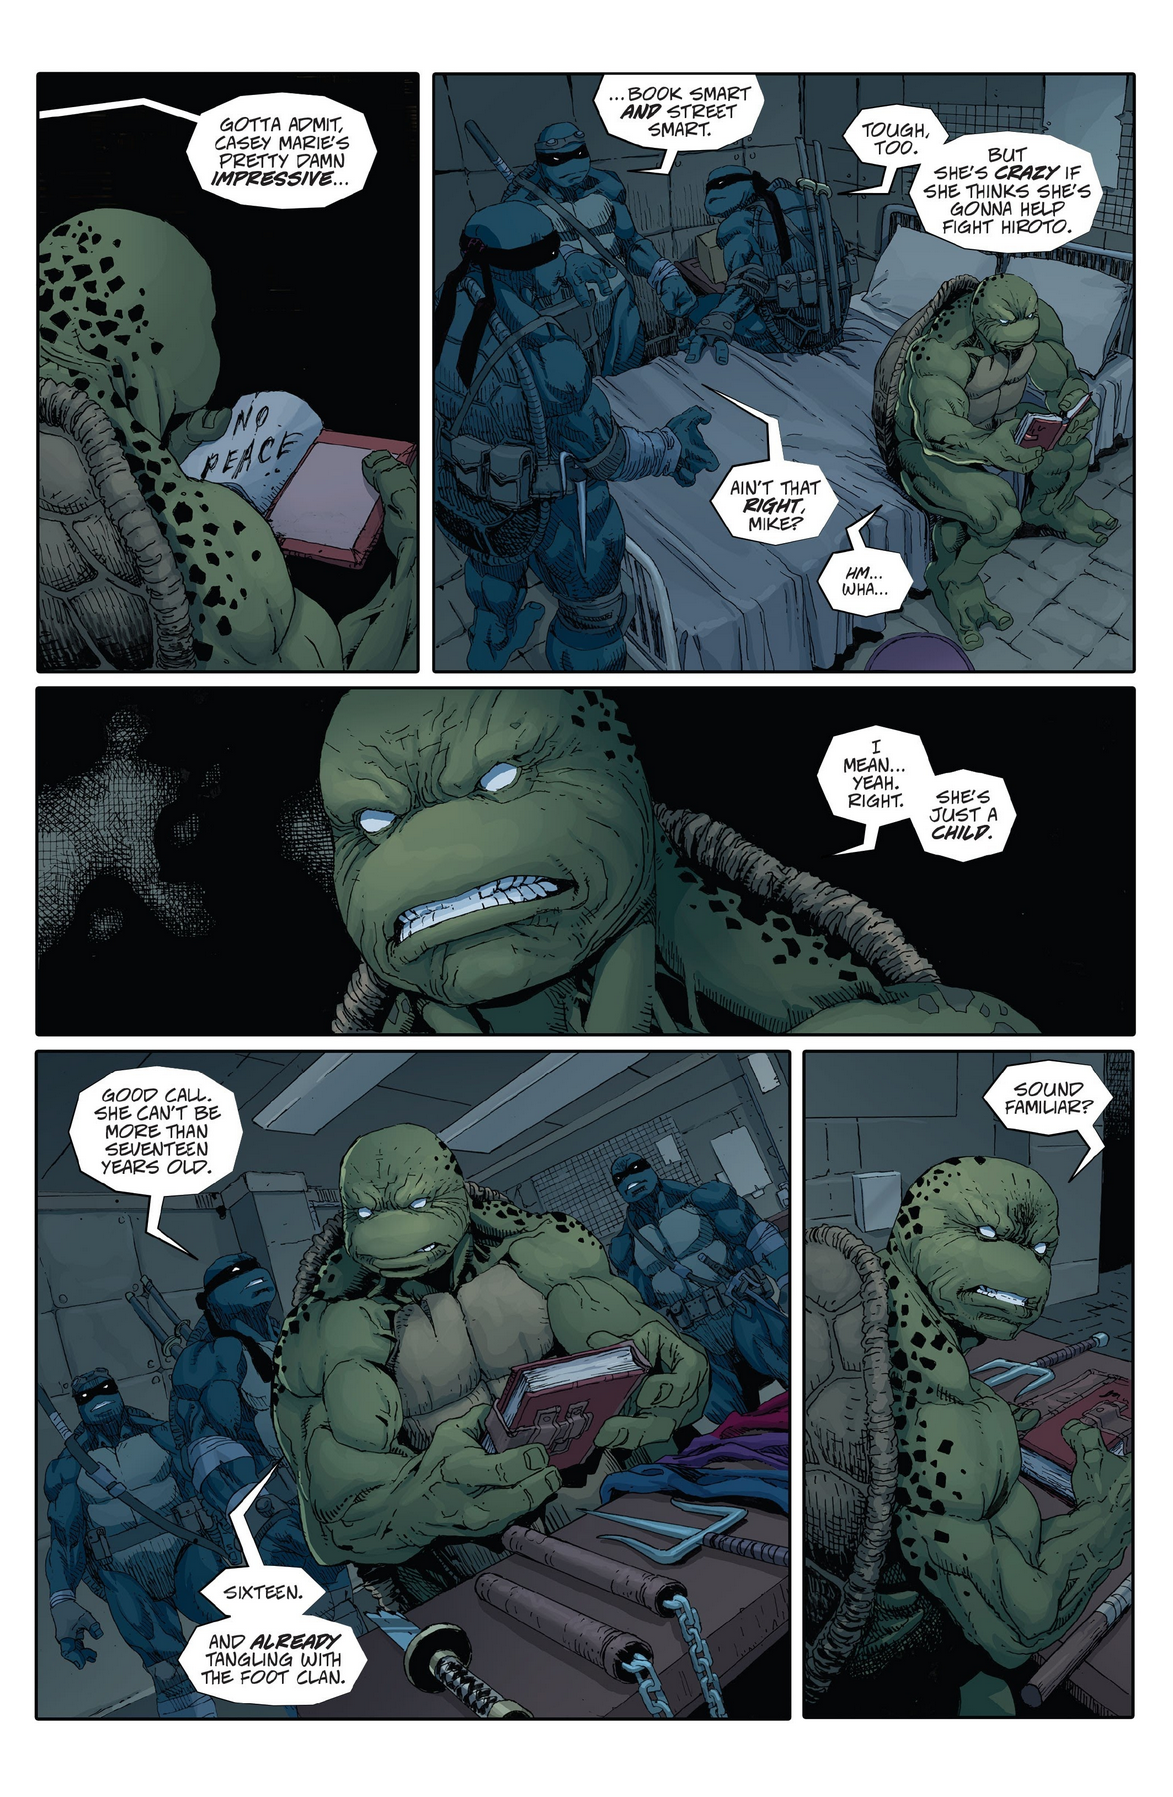 GOTTA ADMIT,
CASEY MARIE'S
PRETTY DAMN
IMPRESSIVE...
NO
PEACE
...BOOK SMART
AND STREET
SMART.
TOUGH,
TOO.
BUT
SHE'S CRAZY IF
SHE THINKS SHE'S
GONNA HELP
FIGHT HIROTO.
AIN'T THAT
RIGHT,
MIKE?
HM...
WHA...
I
MEAN...
YEAH.
RIGHT.
SHE'S
JUST A
CHILD.
GOOD CALL.
SHE CAN'T BE
MORE THAN
SEVENTEEN
YEARS OLD.
SIXTEEN.
AND ALREADY
TANGLING WITH
THE FOOT CLAN.
SOUND
FAMILIAR?